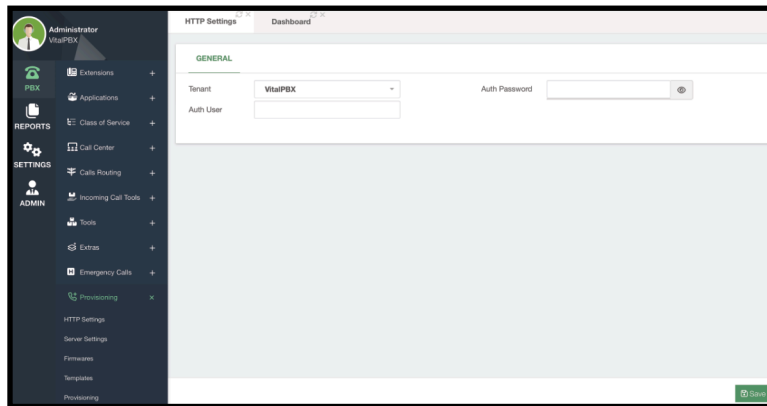 Administrator
VitalPBX
PBX
REPORTS
SETTINGS
ADMIN
Extensions +
Applications +
Class of Service +
Call Center +
Calls Routing +
Incoming Call Tools +
Tools +
Extras +
Emergency Calls +
Provisioning ×
HTTP Settings
Server Settings
Firmwares
Templates
Provisioning
HTTP Settings
Dashboard
GENERAL
Tenant VitalPBX Auth Password
Auth User
Save